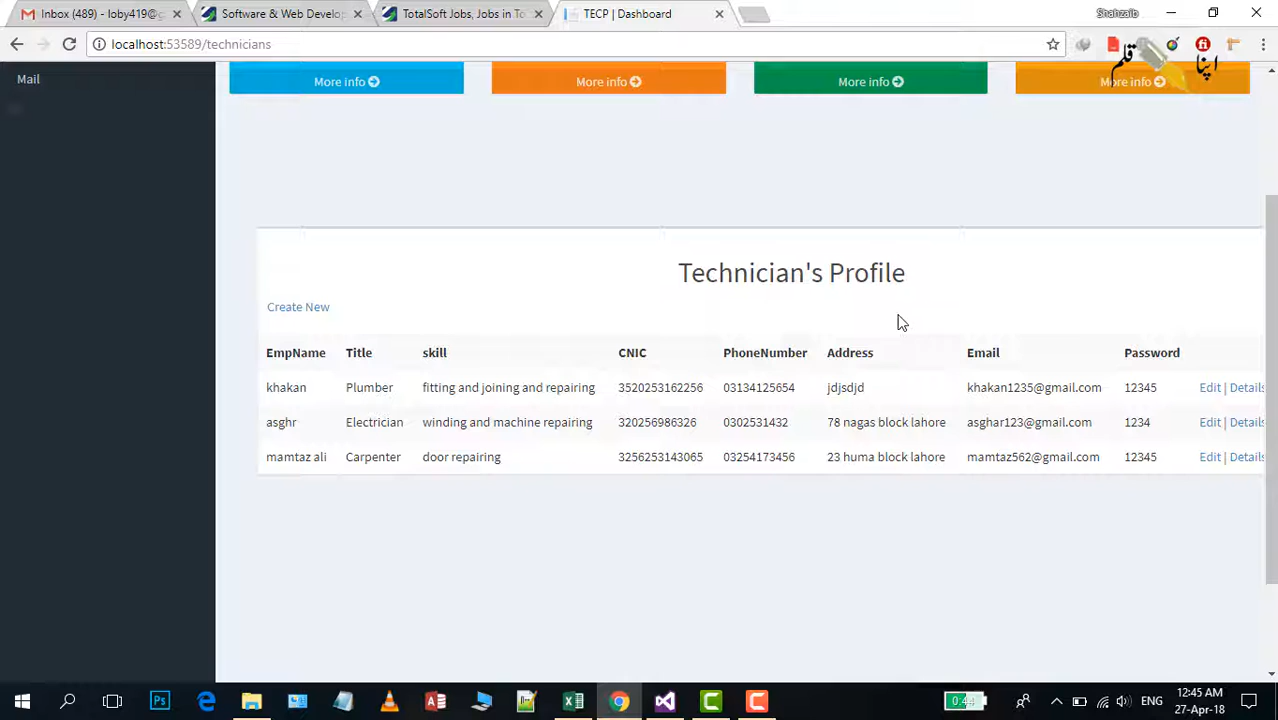 Inbox (489) - loby419@g
Software & Web Develop
TotalSoft Jobs, Jobs in To
TECP | Dashboard
Shahzaib
localhost:53589/technicians
اپنا قلم
Mail
More info
More info
More info
More info
Technician's Profile
Create New
EmpName Title skill CNIC PhoneNumber Address Email Password
khakan Plumber fitting and joining and repairing 3520253162256 03134125654 jdjsdjd khakan1235@gmail.com 12345 Edit | Details
asghr Electrician winding and machine repairing 320256986326 0302531432 78 nagas block lahore asghar123@gmail.com 1234 Edit | Details
mamtaz ali Carpenter door repairing 3256253143065 03254173456 23 huma block lahore mamtaz562@gmail.com 12345 Edit | Details
0:44
ENG
12:45 AM
27-Apr-18